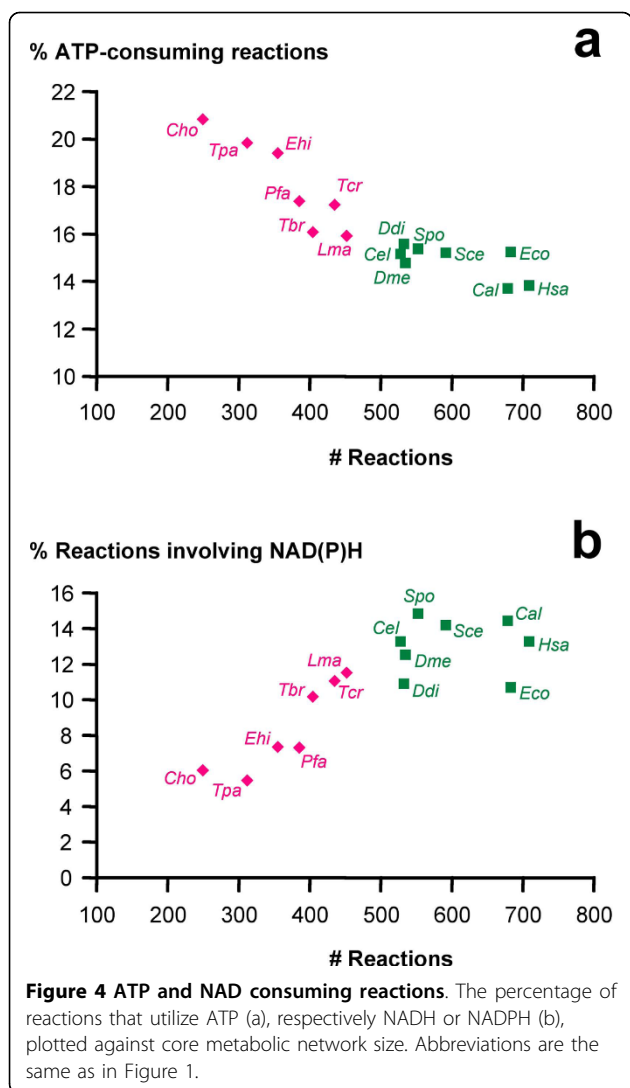 a
% ATP-consuming reactions
22
20
18
16
14
12
10
Cho
Tpa
Ehi
Pfa
Tcr
Tbr
Lma
Ddi
Spo
Cel
Dme
Sce
Eco
Cal
Hsa
100 200 300 400 500 600 700 800
# Reactions
b
% Reactions involving NAD(P)H
16
14
12
10
8
6
4
2
0
Spo
Cal
Cel
Sce
Hsa
Lma
Dme
Tbr
Tcr
Ddi
Eco
Ehi
Pfa
Cho
Tpa
100 200 300 400 500 600 700 800
# Reactions
Figure 4 ATP and NAD consuming reactions. The percentage of
reactions that utilize ATP (a), respectively NADH or NADPH (b),
plotted against core metabolic network size. Abbreviations are the
same as in Figure 1.